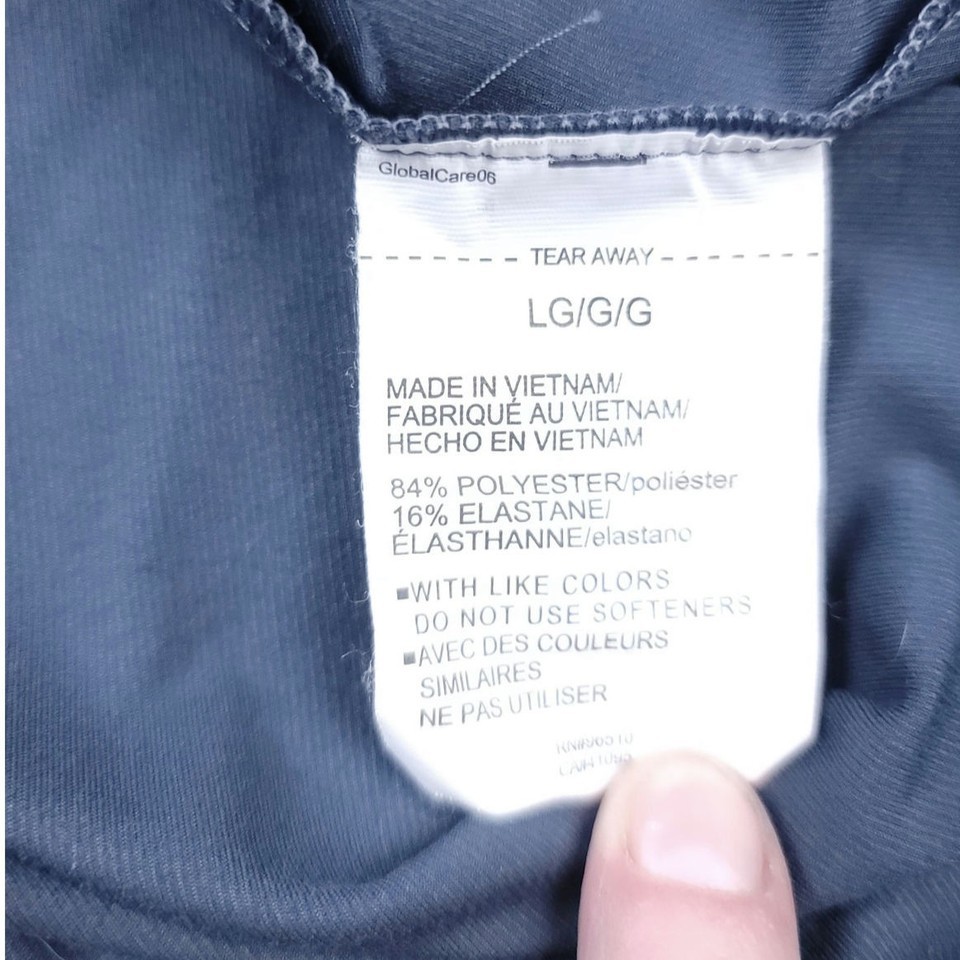 GlobalCare06
TEAR AWAY
LG/G/G
MADE IN VIETNAM/
FABRIQUÉ AU VIETNAM/
HECHO EN VIETNAM
84% POLYESTER/poliéster
16% ELASTANE/
ÉLASTHANNE/elastano
WITH LIKE COLORS
DO NOT USE SOFTENERS
AVEC DES COULEURS
SIMILAIRES
NE PAS UTILISER